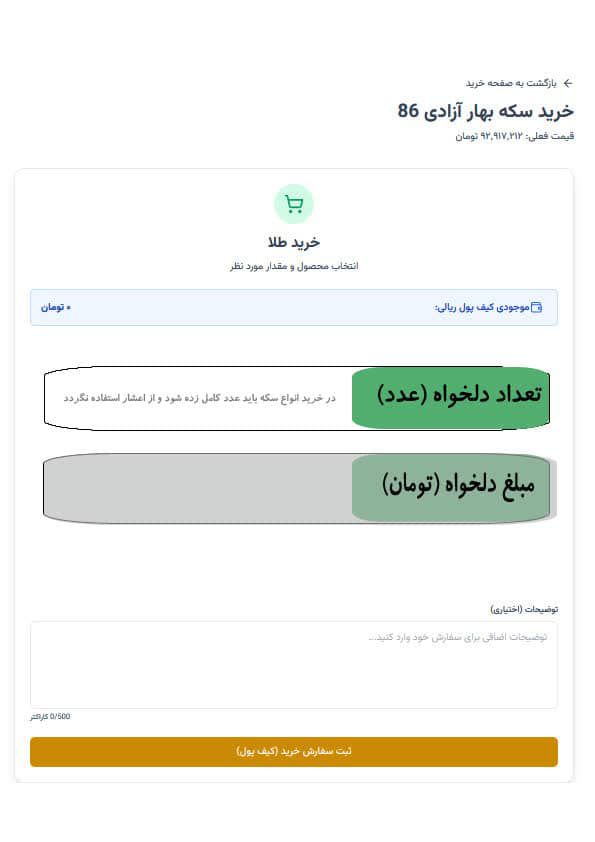 بازگشت به صفحه خرید
خرید سکه بهار آزادی 86
قیمت فعلی: ۹۲,۹۱۷,۲۱۲ تومان
خرید طلا
انتخاب محصول و مقدار مورد نظر
موجودی کیف پول ریالی: ۰ تومان
تعداد دلخواه (عدد) در خرید انواع سکه باید عدد کامل زده شود و از اعشار استفاده نگردد
مبلغ دلخواه (تومان)
توضیحات (اختیاری)
توضیحات اضافی برای سفارش خود وارد کنید...
0/500 کاراکتر
ثبت سفارش خرید (کیف پول)